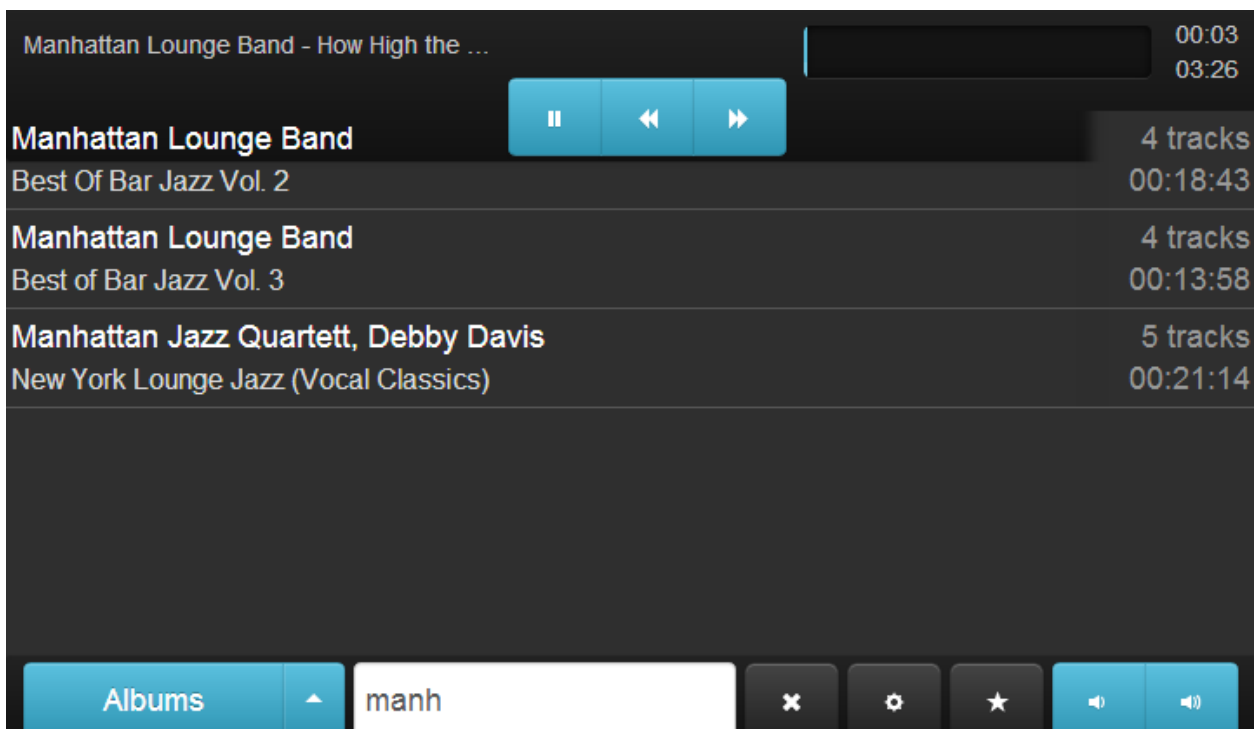 Manhattan Lounge Band - How High the ...
00:03
03:26
Manhattan Lounge Band
4 tracks
Best Of Bar Jazz Vol. 2
00:18:43
Manhattan Lounge Band
4 tracks
Best of Bar Jazz Vol. 3
00:13:58
Manhattan Jazz Quartett, Debby Davis
5 tracks
New York Lounge Jazz (Vocal Classics)
00:21:14
Albums
manh